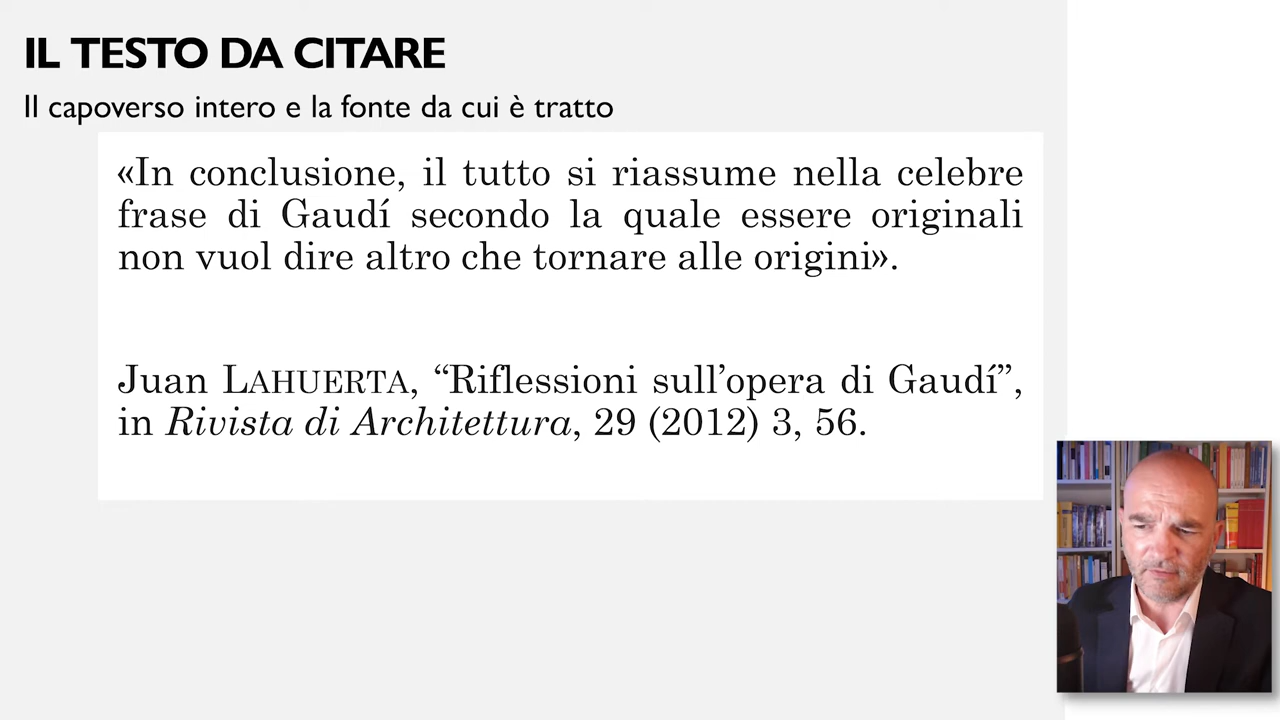 IL TESTO DA CITARE
Il capoverso intero e la fonte da cui è tratto
«In conclusione, il tutto si riassume nella celebre
frase di Gaudí secondo la quale essere originali
non vuol dire altro che tornare alle origini».
Juan LAHUERTA, “Riflessioni sull’opera di Gaudí”,
in Rivista di Architettura, 29 (2012) 3, 56.